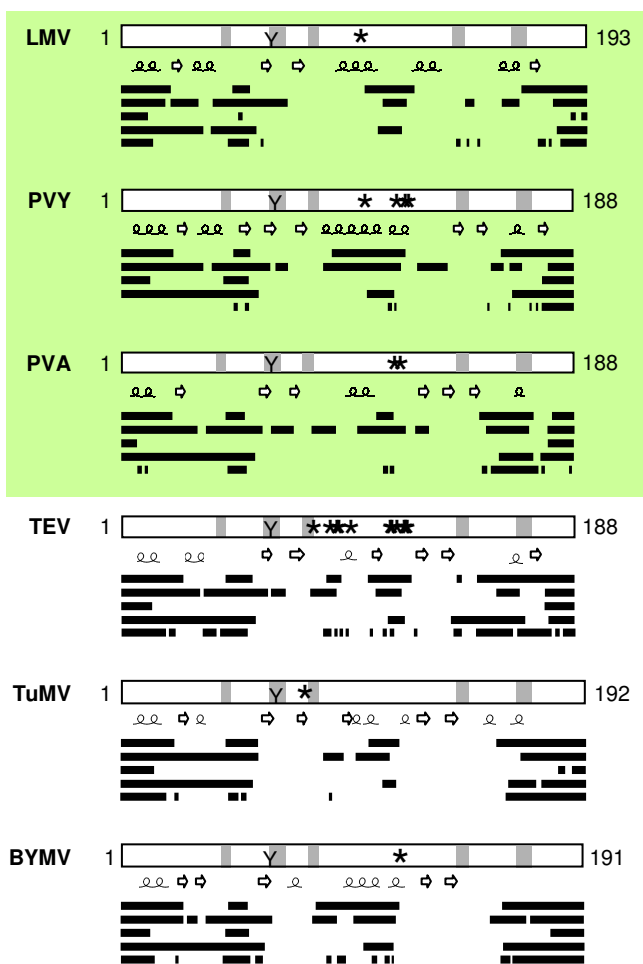 LMV 1 Y * 193
PVY 1 Y * *** 188
PVA 1 Y ** 188
TEV 1 Y ******** 188
TuMV 1 Y * 192
BYMV 1 Y * 191